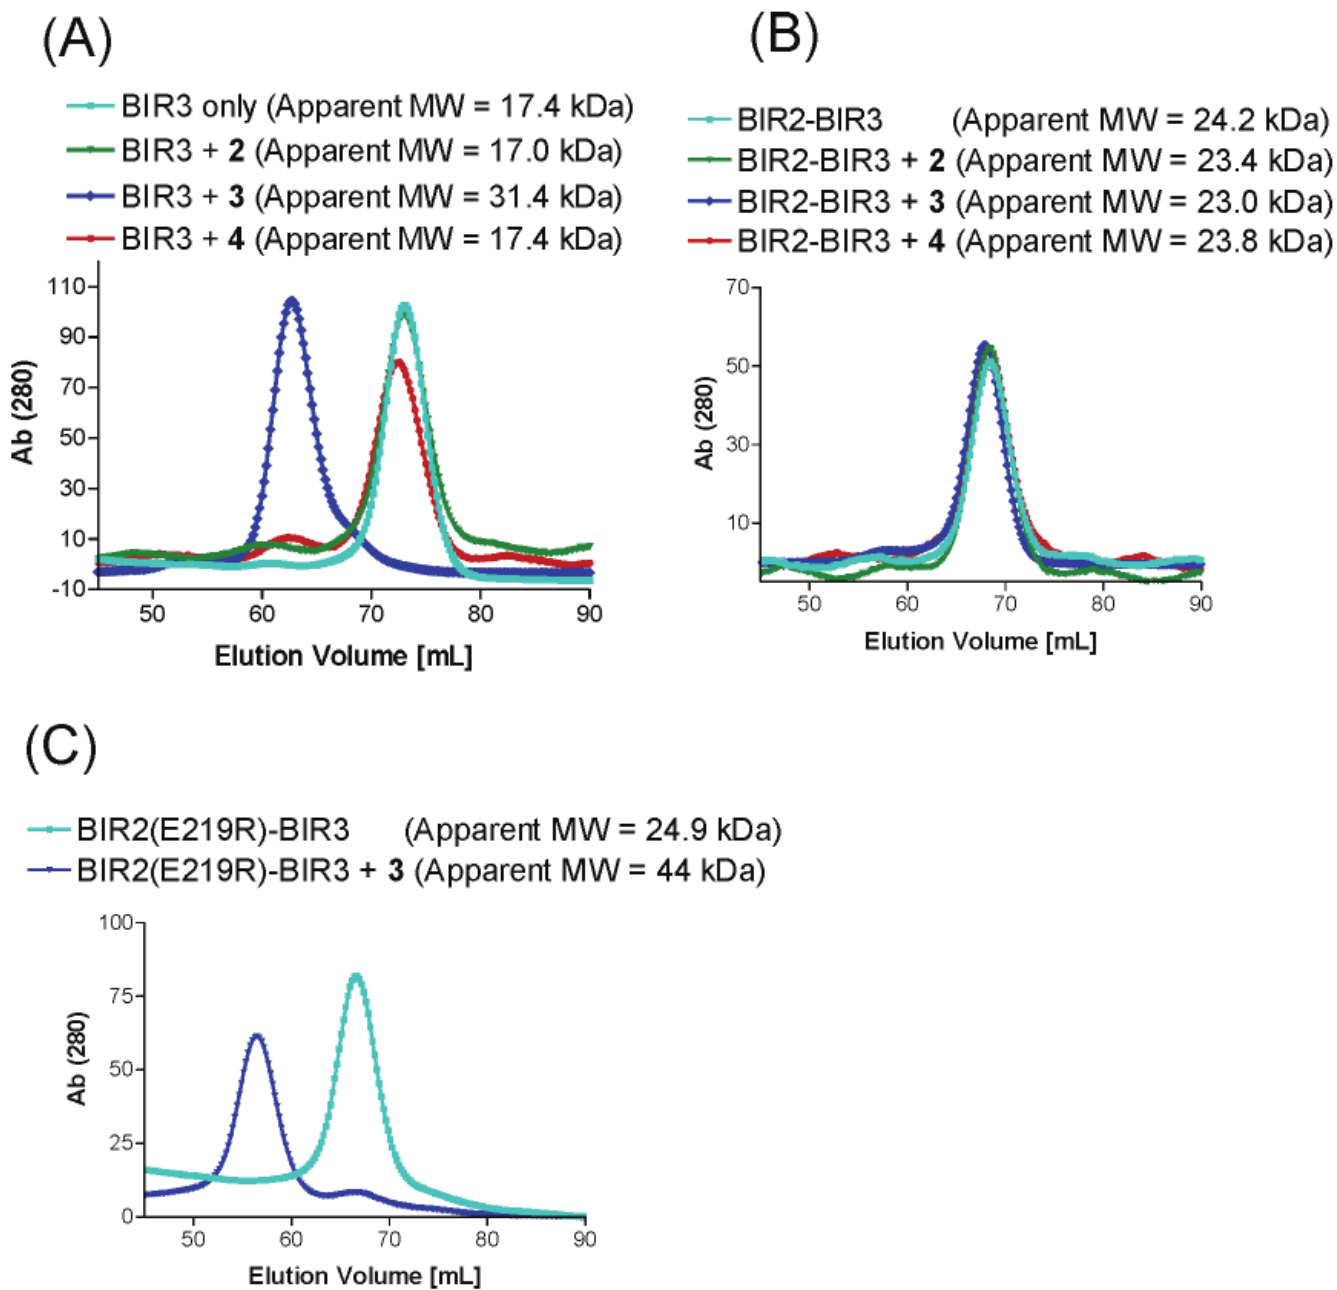 (A)
BIR3 only (Apparent MW = 17.4 kDa)
BIR3 + 2 (Apparent MW = 17.0 kDa)
BIR3 + 3 (Apparent MW = 31.4 kDa)
BIR3 + 4 (Apparent MW = 17.4 kDa)
110
90
70
50
30
10
-10
Ab (280)
50 60 70 80 90
Elution Volume [mL]
(B)
BIR2-BIR3 (Apparent MW = 24.2 kDa)
BIR2-BIR3 + 2 (Apparent MW = 23.4 kDa)
BIR2-BIR3 + 3 (Apparent MW = 23.0 kDa)
BIR2-BIR3 + 4 (Apparent MW = 23.8 kDa)
70
50
30
10
Ab (280)
50 60 70 80 90
Elution Volume [mL]
(C)
BIR2(E219R)-BIR3 (Apparent MW = 24.9 kDa)
BIR2(E219R)-BIR3 + 3 (Apparent MW = 44 kDa)
100
75
50
25
0
Ab (280)
50 60 70 80 90
Elution Volume [mL]